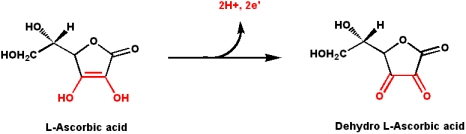 2H+, 2e'
HO
H
HOH2C
O
O
HO
OH
L-Ascorbic acid
HO
H
HOH2C
O
O
O
O
Dehydro L-Ascorbic acid